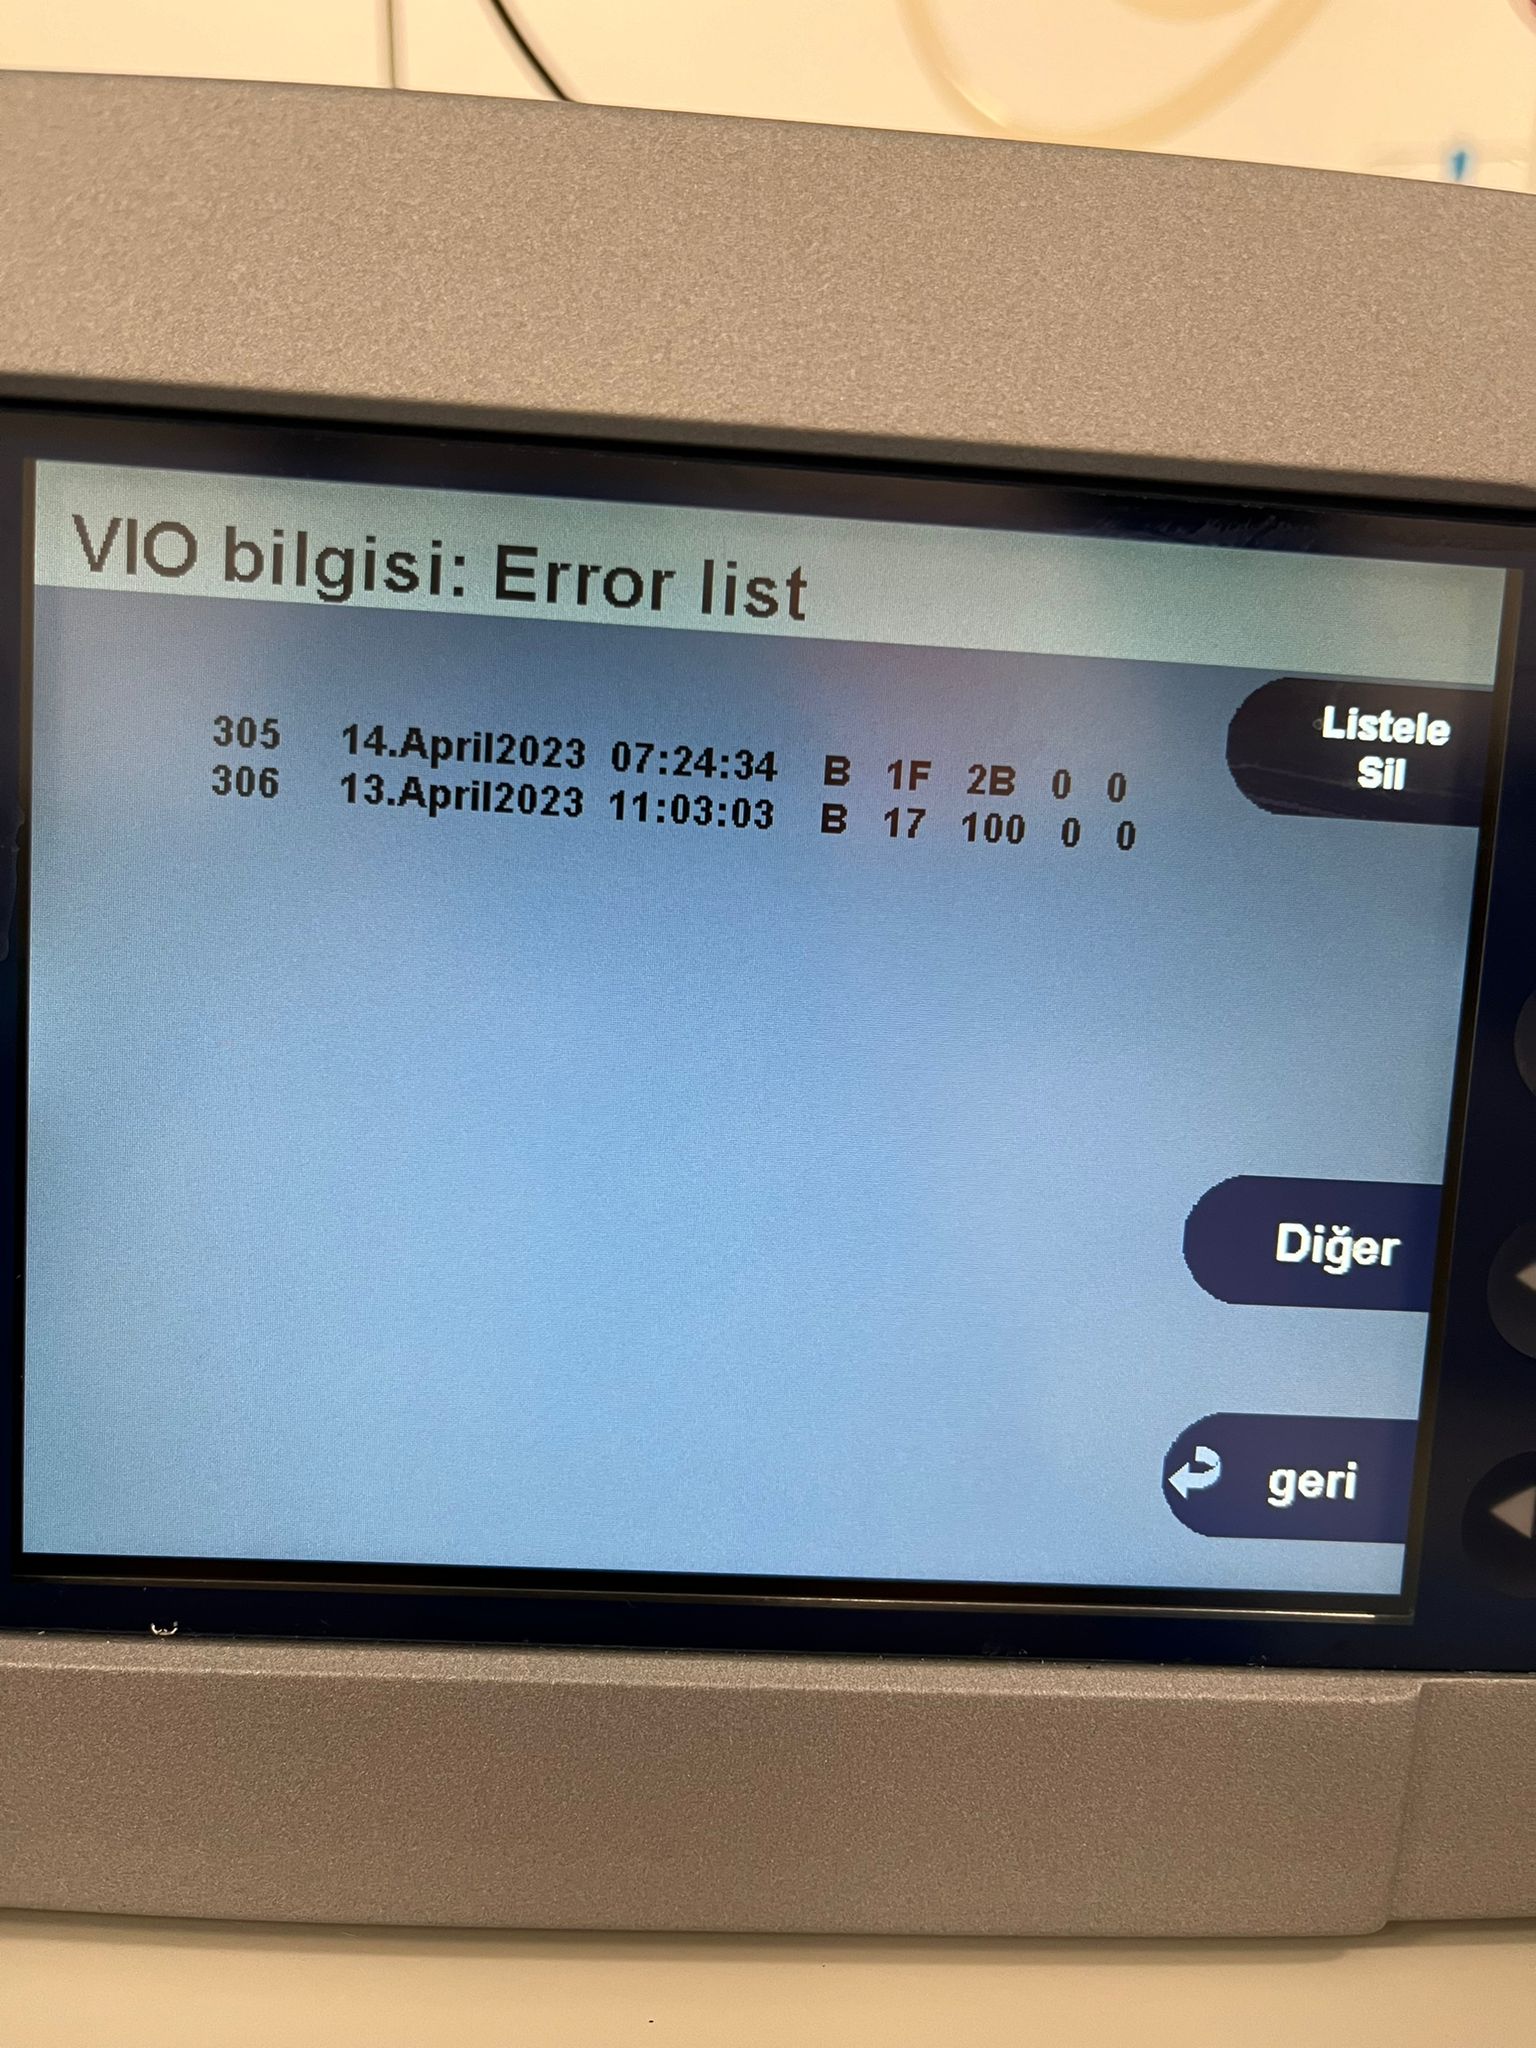 VIO bilgisi: Error list
305 14.April2023 07:24:34 B 1F 2B 0 0
306 13.April2023 11:03:03 B 17 100 0 0
Listele
Sil
Diğer
geri